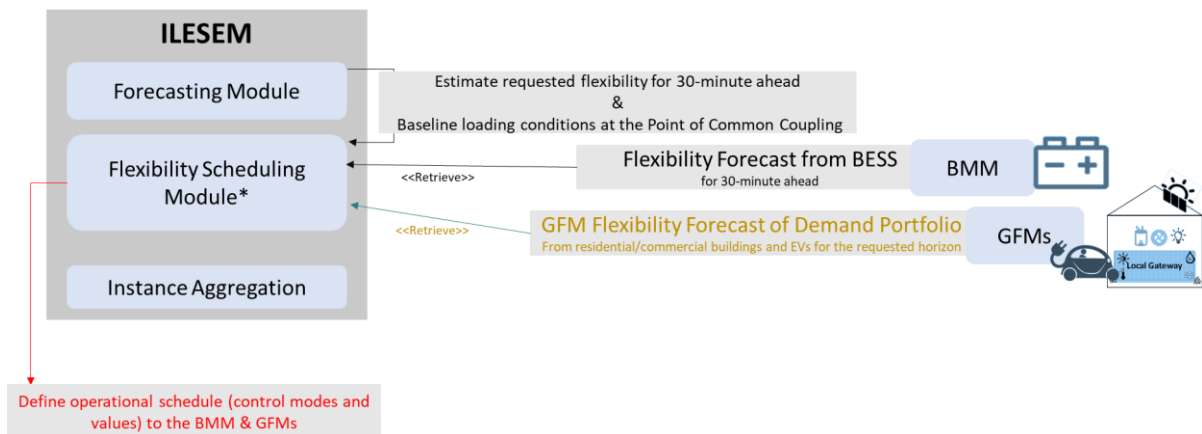 ILESEM
Forecasting Module
Estimate requested flexibility for 30-minute ahead
&
Baseline loading conditions at the Point of Common Coupling
Flexibility Scheduling
Module*
<<Retrieve>>
Flexibility Forecast from BESS
for 30-minute ahead
BMM
<<Retrieve>>
GFM Flexibility Forecast of Demand Portfolio
From residential/commercial buildings and EVs for the requested horizon
GFMs
Local Gateway
Instance Aggregation
Define operational schedule (control modes and
values) to the BMM & GFMs